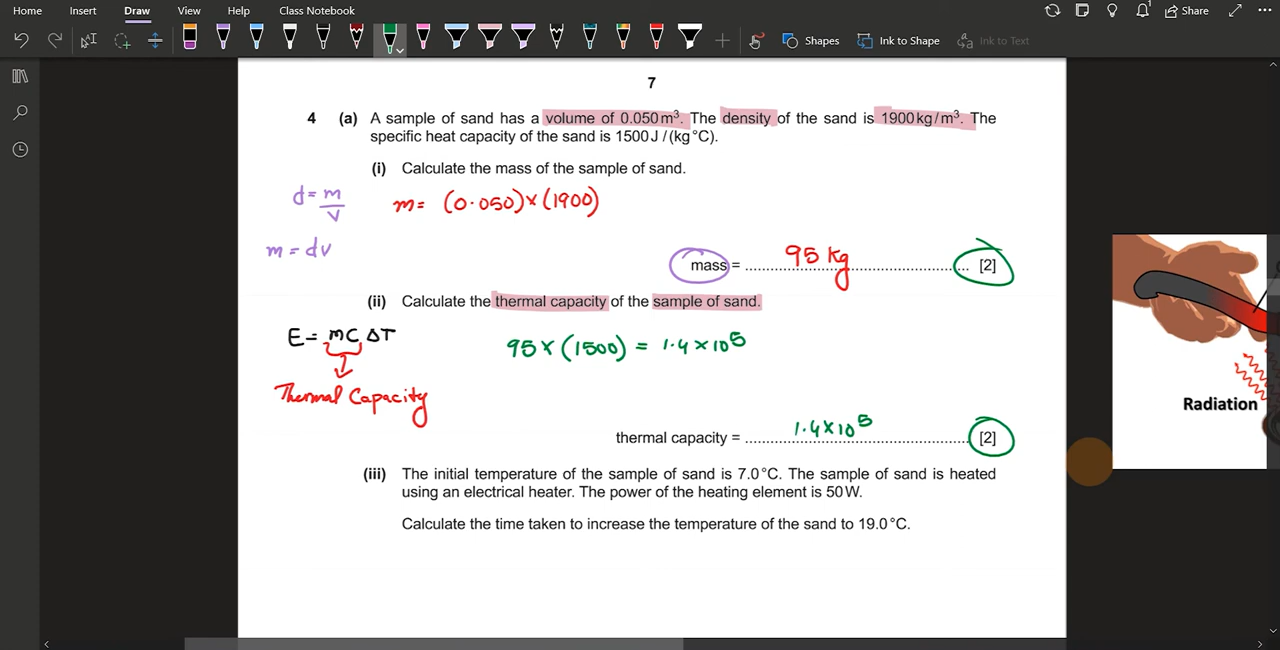 Home Insert Draw View Help Class Notebook Share
Shapes Ink to Shape Ink to Text
7
4 (a) A sample of sand has a volume of 0.050 m³. The density of the sand is 1900 kg/m³. The
specific heat capacity of the sand is 1500 J/(kg °C).
(i) Calculate the mass of the sample of sand.
d = m/v
m = (0.050) × (1900)
m = dv
mass = 95 kg [2]
(ii) Calculate the thermal capacity of the sample of sand.
E = mC ΔT
95 × (1500) = 1.4 × 10⁵
Thermal Capacity
Radiation
thermal capacity = 1.4 × 10⁵ [2]
(iii) The initial temperature of the sample of sand is 7.0 °C. The sample of sand is heated
using an electrical heater. The power of the heating element is 50 W.
Calculate the time taken to increase the temperature of the sand to 19.0 °C.